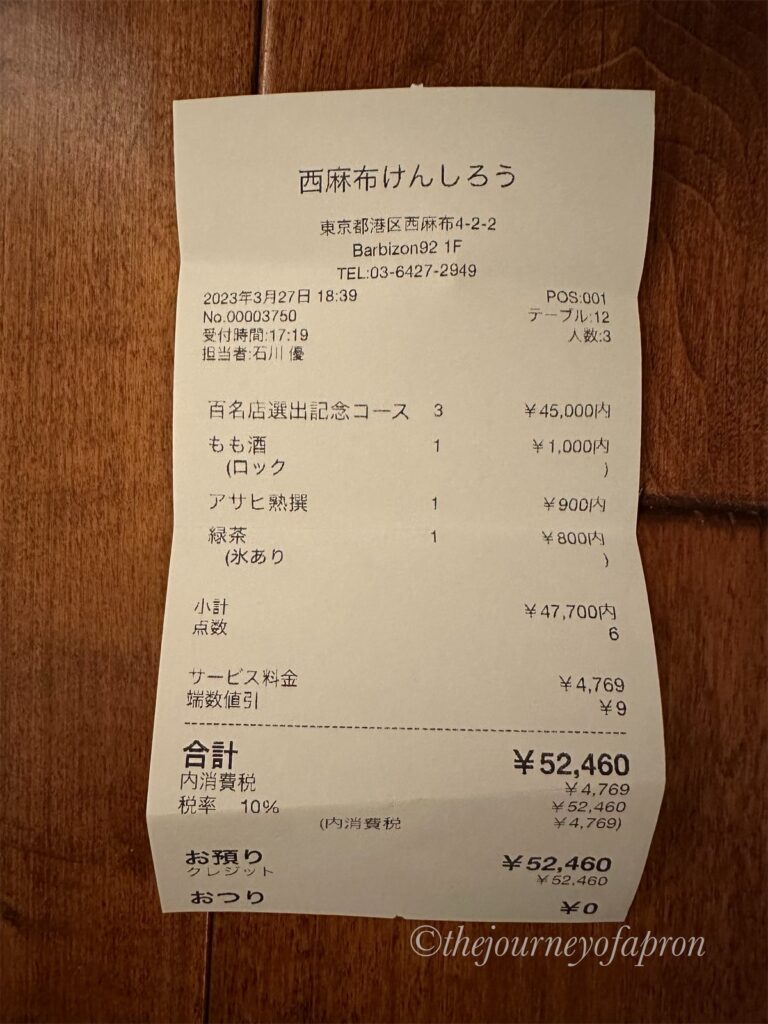 西麻布けんしろう
東京都港区西麻布4-2-2
Barbizon92 1F
TEL:03-6427-2949
2023年3月27日 18:39 POS:001
No.00003750 テーブル:12
受付時間:17:19 人数:3
担当者:石川 優
百名店選出記念コース 3 ¥45,000内
もも酒 1 ¥1,000内
(ロック )
アサヒ熟撰 1 ¥900内
緑茶 1 ¥800内
(氷あり )
小計 ¥47,700内
点数 6
サービス料金 ¥4,769
端数値引 ¥9
合計 ¥52,460
内消費税 ¥4,769
税率 10% ¥52,460
(内消費税 ¥4,769)
お預り ¥52,460
クレジット ¥52,460
おつり ¥0
©thejourneyofapron